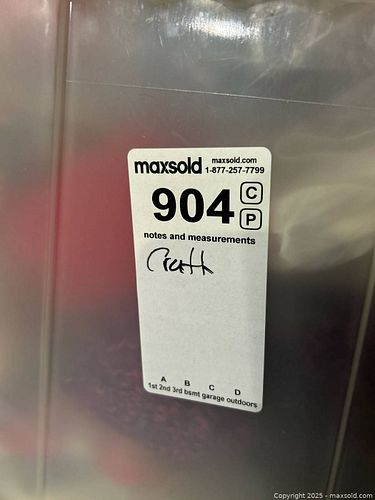 maxsold maxsold.com
1-877-257-7799
904 C
P
notes and measurements
Craft
A B C D
1st 2nd 3rd bsmt garage outdoors
Copyright 2025 - maxsold.com